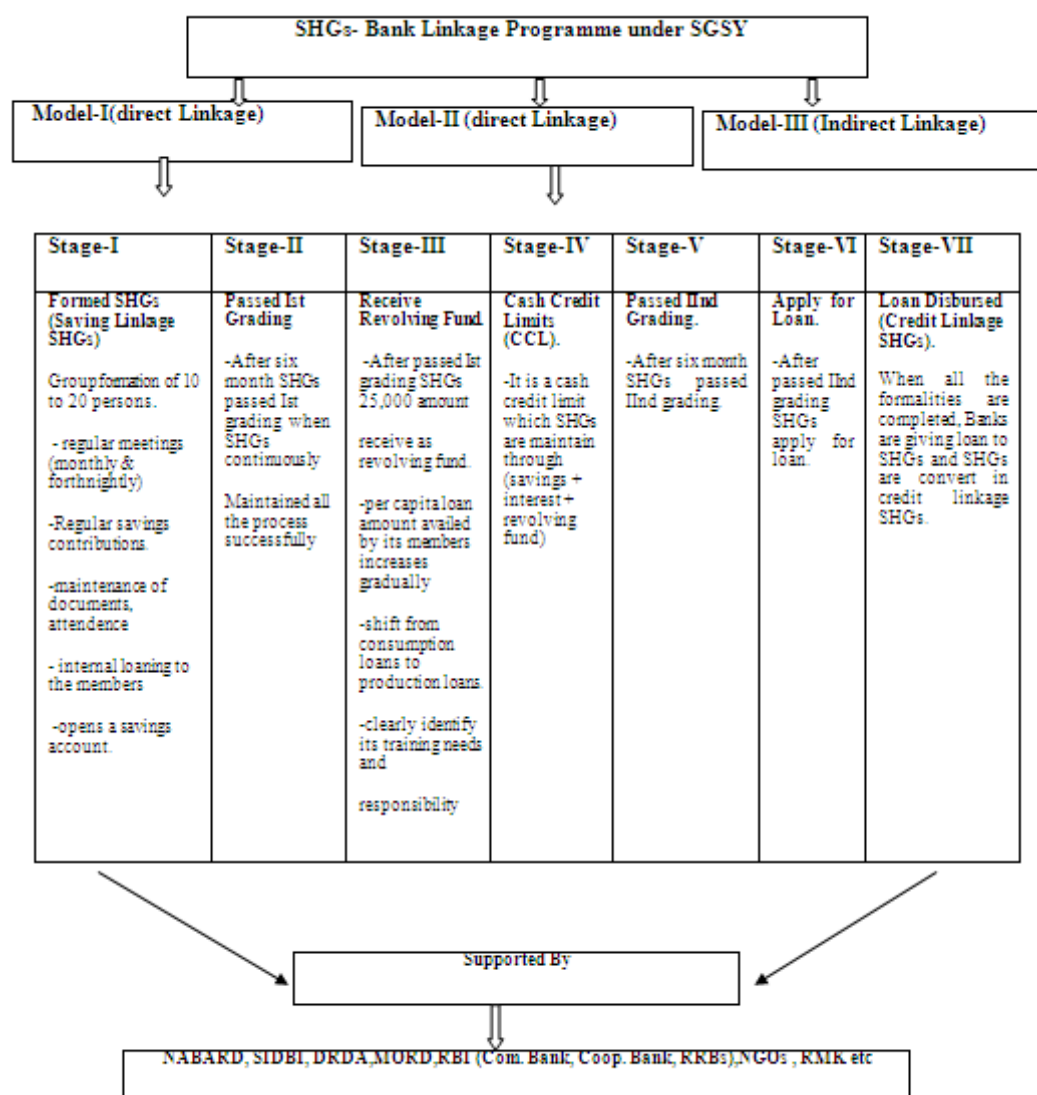 SHGs- Bank Linkage Programme under SGSY
Model-I(direct Linkage)
Model-II (direct Linkage)
Model-III (Indirect Linkage)
Stage-I
Formed SHGs
(Saving Linkage
SHGs)
Group formation of 10
to 20 persons.
- regular meetings
(monthly &
forthnightly)
-Regular savings
contributions.
-maintenance of
documents,
attendence
- internal loaning to
the members
-opens a savings
account.
Stage-II
Passed Ist
Grading
-After six
month SHGs
passed Ist
grading when
SHGs
continuously
Maintained all
the process
successfully
Stage-III
Receive
Revolving Fund.
-After passed Ist
grading SHGs
25,000 amount
receive as
revolving fund.
-per capita loan
amount availed
by its members
increases
gradually
-shift from
consumption
loans to
production loans.
-clearly identify
its training needs
and
responsibility
Stage-IV
Cash Credit
Limits
(CCL).
-It is a cash
credit limit
which SHGs
are maintain
through
(savings +
interest +
revolving
fund)
Stage-V
Passed IInd
Grading.
-After six month
SHGs passed
IInd grading.
Stage-VI
Apply for
Loan.
-After
passed IInd
grading
SHGs
apply for
loan.
Stage-VII
Loan Disbursed
(Credit Linkage
SHGs).
When all the
formalities are
completed, Banks
are giving loan to
SHGs and SHGs
are convert in
credit linkage
SHGs.
Supported By
NABARD, SIDBI, DRDA,MORD,RBI (Com. Bank, Coop. Bank, RRBs),NGOs , RMK etc